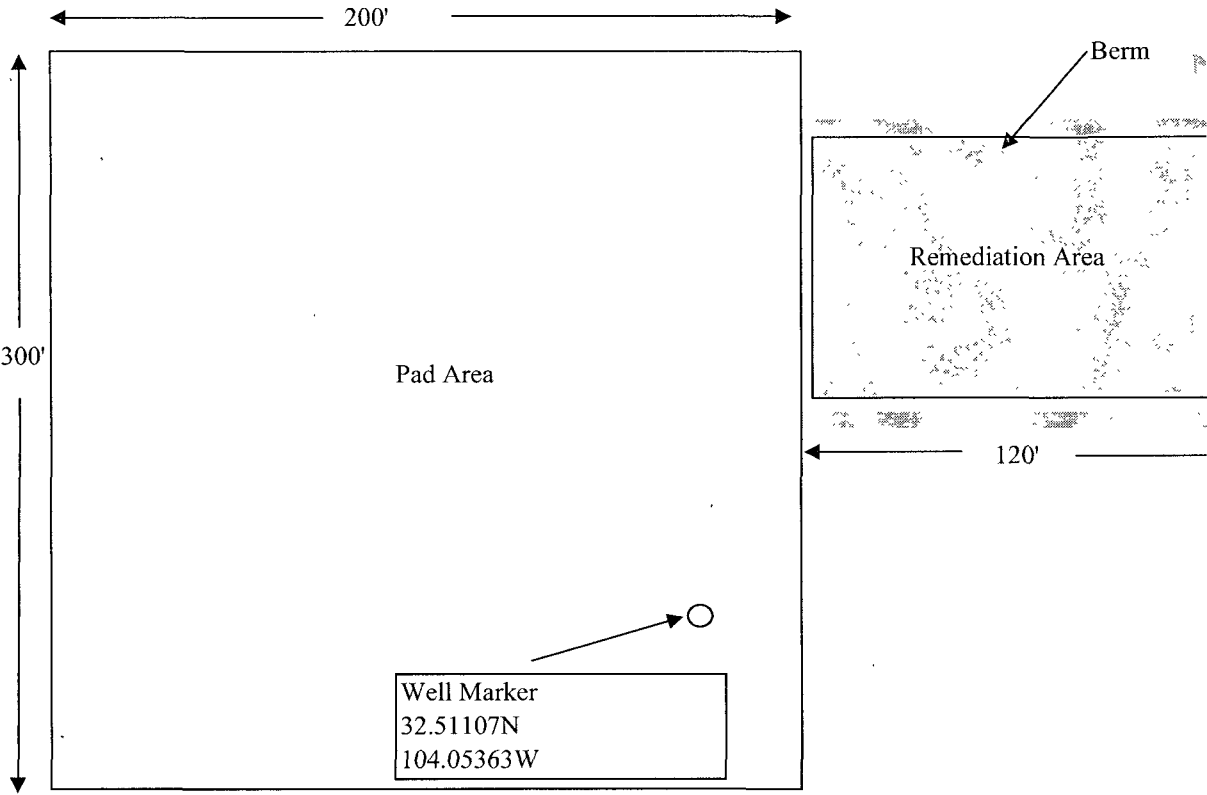 200'
Berm
Remediation Area
300'
Pad Area
120'
Well Marker
32.51107N
104.05363W